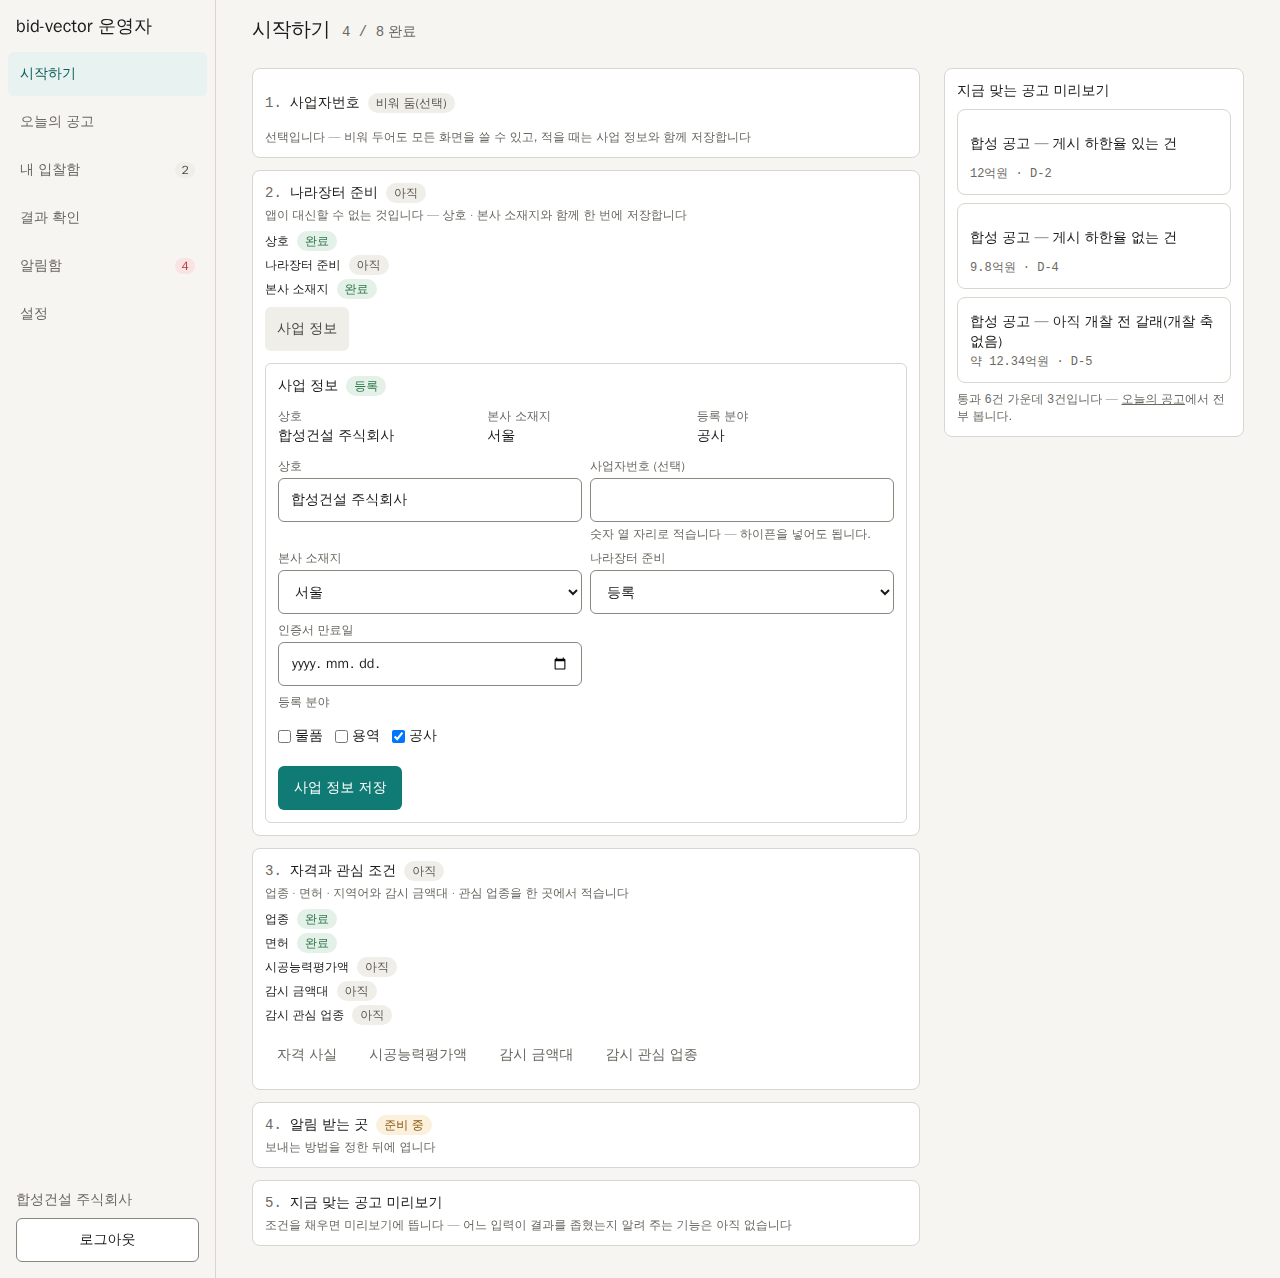 bid-vector 운영자
시작하기
오늘의 공고
내 입찰함 2
결과 확인
알림함 4
설정
합성건설 주식회사
로그아웃
시작하기 4 / 8 완료
1. 사업자번호 비워 둠(선택)
선택입니다 — 비워 두어도 모든 화면을 쓸 수 있고, 적을 때는 사업 정보와 함께 저장합니다
2. 나라장터 준비 아직
앱이 대신할 수 없는 것입니다 — 상호 · 본사 소재지와 함께 한 번에 저장합니다
상호 완료
나라장터 준비 아직
본사 소재지 완료
사업 정보
사업 정보 등록
상호 본사 소재지 등록 분야
합성건설 주식회사 서울 공사
상호 사업자번호 (선택)
합성건설 주식회사
숫자 열 자리로 적습니다 — 하이픈을 넣어도 됩니다.
본사 소재지 나라장터 준비
서울 등록
인증서 만료일
yyyy. mm. dd.
등록 분야
물품 용역 공사
사업 정보 저장
3. 자격과 관심 조건 아직
업종 · 면허 · 지역어와 감시 금액대 · 관심 업종을 한 곳에서 적습니다
업종 완료
면허 완료
시공능력평가액 아직
감시 금액대 아직
감시 관심 업종 아직
자격 사실 시공능력평가액 감시 금액대 감시 관심 업종
4. 알림 받는 곳 준비 중
보내는 방법을 정한 뒤에 엽니다
5. 지금 맞는 공고 미리보기
조건을 채우면 미리보기에 뜹니다 — 어느 입력이 결과를 좁혔는지 알려 주는 기능은 아직 없습니다
지금 맞는 공고 미리보기
합성 공고 — 게시 하한율 있는 건
12억원 · D-2
합성 공고 — 게시 하한율 없는 건
9.8억원 · D-4
합성 공고 — 아직 개찰 전 갈래(개찰 축
없음)
약 12.34억원 · D-5
통과 6건 가운데 3건입니다 — 오늘의 공고에서 전
부 봅니다.